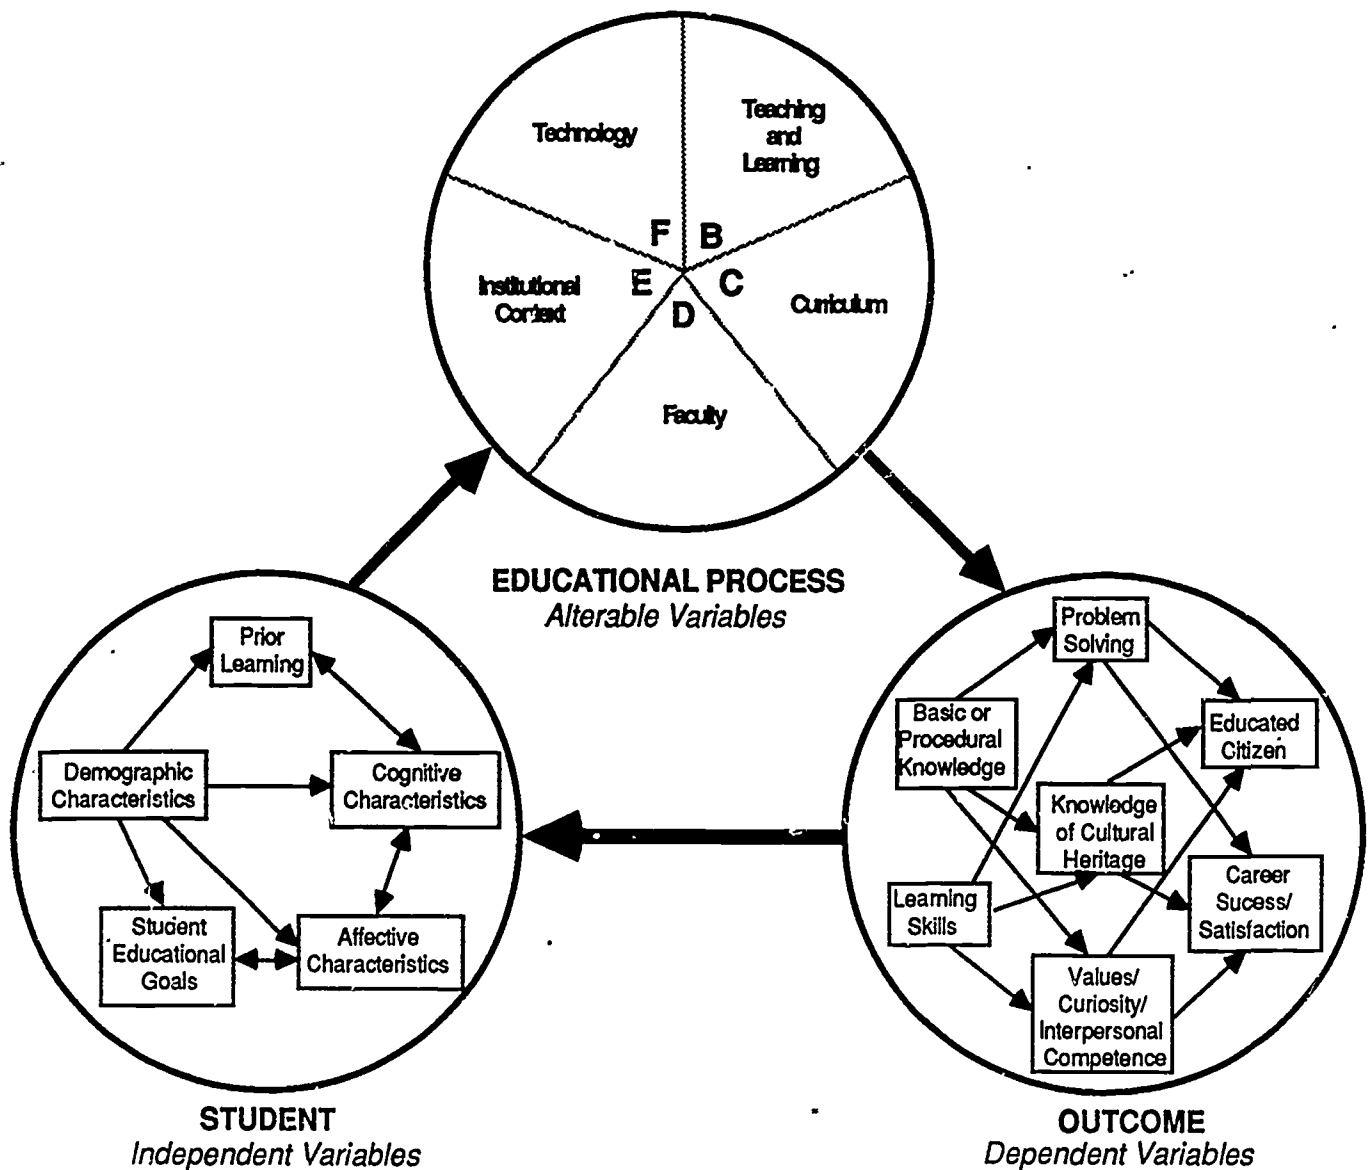 Technology
Teaching
and
Learning
F
B
E
C
D
Institutional
Context
Curriculum
Faculty
EDUCATIONAL PROCESS
Alterable Variables
Prior
Learning
Demographic
Characteristics
Cognitive
Characteristics
Student
Educational
Goals
Affective
Characteristics
STUDENT
Independent Variables
Problem
Solving
Basic or
Procedural
Knowledge
Educated
Citizen
Knowledge
of Cultural
Heritage
Learning
Skills
Career
Sucess/
Satisfaction
Values/
Curiosity/
Interpersonal
Competence
OUTCOME
Dependent Variables